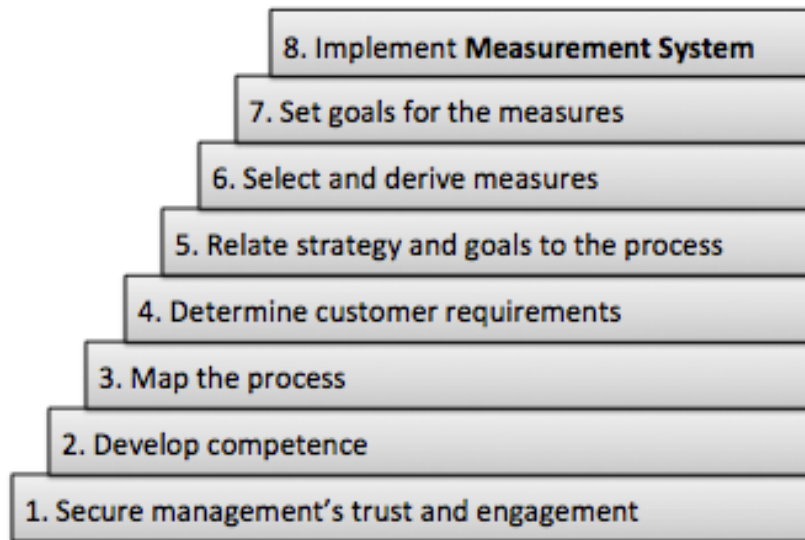 8. Implement Measurement System
7. Set goals for the measures
6. Select and derive measures
5. Relate strategy and goals to the process
4. Determine customer requirements
3. Map the process
2. Develop competence
1. Secure management’s trust and engagement